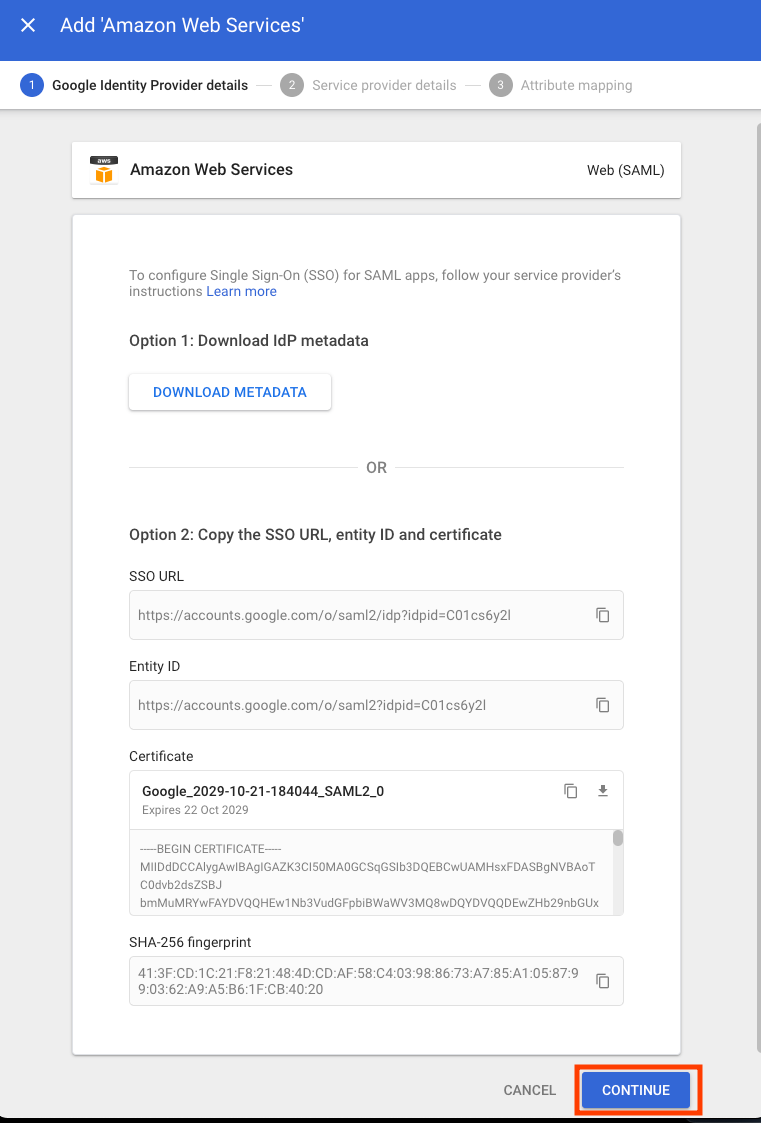 Add 'Amazon Web Services'
1 Google Identity Provider details 2 Service provider details 3 Attribute mapping
aws Amazon Web Services Web (SAML)
To configure Single Sign-On (SSO) for SAML apps, follow your service provider's
instructions Learn more
Option 1: Download IdP metadata
DOWNLOAD METADATA
OR
Option 2: Copy the SSO URL, entity ID and certificate
SSO URL
https://accounts.google.com/o/saml2/idp?idpid=C01cs6y2l
Entity ID
https://accounts.google.com/o/saml2?idpid=C01cs6y2l
Certificate
Google_2029-10-21-184044_SAML2_0
Expires 22 Oct 2029
-----BEGIN CERTIFICATE-----
MIIDdDCCAlygAwIBAgIGAZK3CI50MA0GCSqGSIb3DQEBCwUAMHsxFDASBgNVBAoT
C0dvb2dsZSBJ
bmMuMRYwFAYDVQQHEw1Nb3VudGFpbiBWaWV3MQ8wDQYDVQQDEwZHb29nbGUx
SHA-256 fingerprint
41:3F:CD:1C:21:F8:21:48:4D:CD:AF:58:C4:03:98:86:73:A7:85:A1:05:87:9
9:03:62:A9:A5:B6:1F:CB:40:20
CANCEL CONTINUE